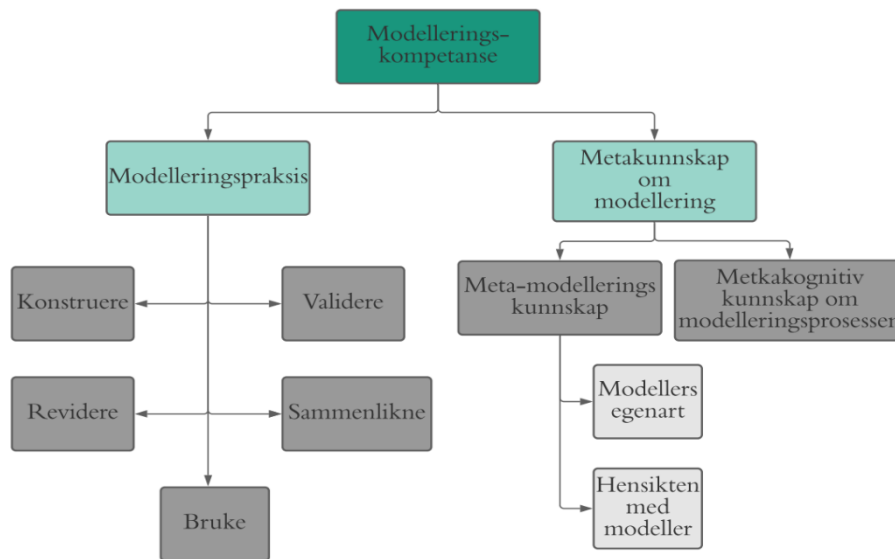 Modellerings-
kompetanse
Modelleringspraksis
Metakunnskap
om
modellering
Konstruere
Validere
Meta-modellerings
kunnskap
Metkakognitiv
kunnskap om
modelleringsprosessen
Revidere
Sammenlikne
Modellers
egenart
Bruke
Hensikten
med
modeller